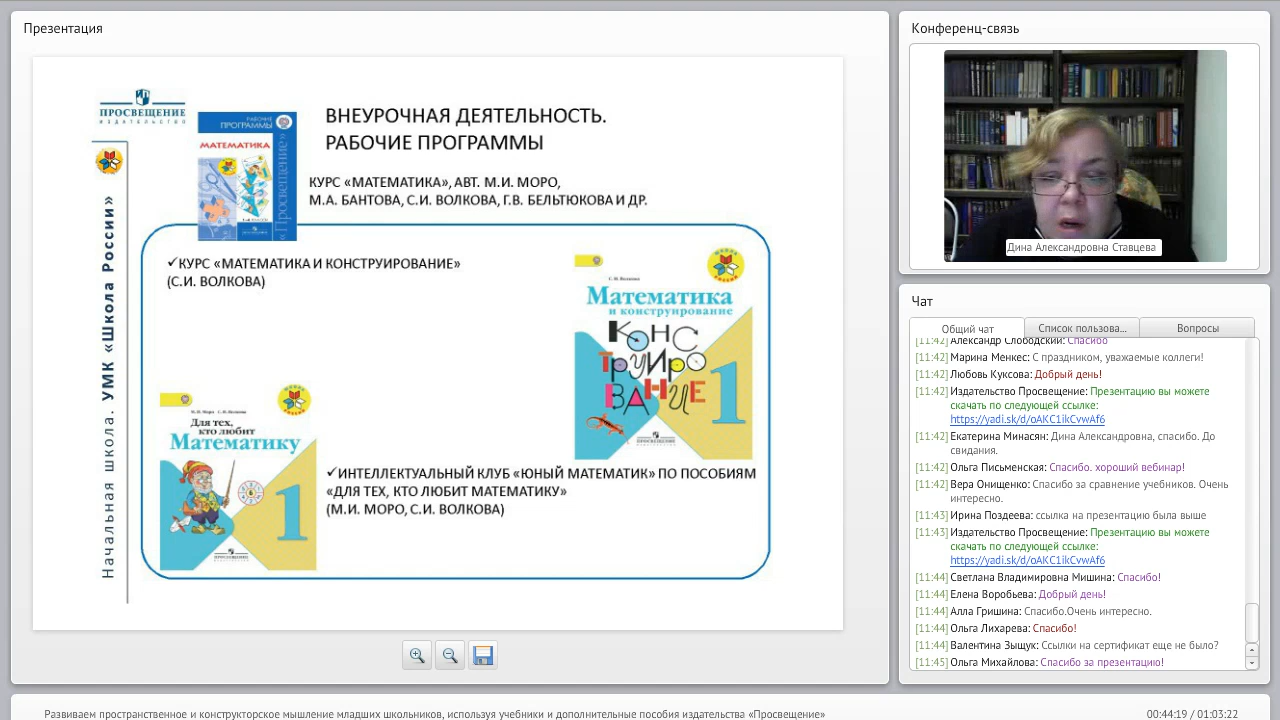 Презентация
ПРОСВЕЩЕНИЕ
ИЗДАТЕЛЬСТВО
РАБОЧИЕ
ПРОГРАММЫ
МАТЕМАТИКА
«Просвещение»
ВНЕУРОЧНАЯ ДЕЯТЕЛЬНОСТЬ.
РАБОЧИЕ ПРОГРАММЫ
КУРС «МАТЕМАТИКА», АВТ. М.И. МОРО,
М.А. БАНТОВА, С.И. ВОЛКОВА, Г.В. БЕЛЬТЮКОВА И ДР.
Начальная школа. УМК «Школа России»
✓КУРС «МАТЕМАТИКА И КОНСТРУИРОВАНИЕ»
(С.И. ВОЛКОВА)
С. И. Волкова
Математика
и конструирование
КОНС
ТРУИРО
ВАНИЕ
1
ПРОСВЕЩЕНИЕ
М. И. Моро С. И. Волкова
Для тех,
кто любит
Математику
1
ПРОСВЕЩЕНИЕ
✓ИНТЕЛЛЕКТУАЛЬНЫЙ КЛУБ «ЮНЫЙ МАТЕМАТИК» ПО ПОСОБИЯМ
«ДЛЯ ТЕХ, КТО ЛЮБИТ МАТЕМАТИКУ»
(М.И. МОРО, С.И. ВОЛКОВА)
Конференц-связь
Дина Александровна Ставцева
Чат
Общий чат
Список пользова...
Вопросы
[11:42] Александр Слободский: Спасибо
[11:42] Марина Менкес: С праздником, уважаемые коллеги!
[11:42] Любовь Куксова: Добрый день!
[11:42] Издательство Просвещение: Презентацию вы можете
скачать по следующей ссылке:
https://yadi.sk/d/oAKC1ikCvwAf6
[11:42] Екатерина Минасян: Дина Александровна, спасибо. До
свидания.
[11:42] Ольга Письменская: Спасибо. хороший вебинар!
[11:42] Вера Онищенко: Спасибо за сравнение учебников. Очень
интересно.
[11:43] Ирина Поздеева: ссылка на презентацию была выше
[11:43] Издательство Просвещение: Презентацию вы можете
скачать по следующей ссылке:
https://yadi.sk/d/oAKC1ikCvwAf6
[11:44] Светлана Владимировна Мишина: Спасибо!
[11:44] Елена Воробьева: Добрый день!
[11:44] Алла Гришина: Спасибо.Очень интересно.
[11:44] Ольга Лихарева: Спасибо!
[11:44] Валентина Зыщук: Ссылки на сертификат еще не было?
[11:45] Ольга Михайлова: Спасибо за презентацию!
Развиваем пространственное и конструкторское мышление младших школьников, используя учебники и дополнительные пособия издательства «Просвещение»
00:44:19 / 01:03:22